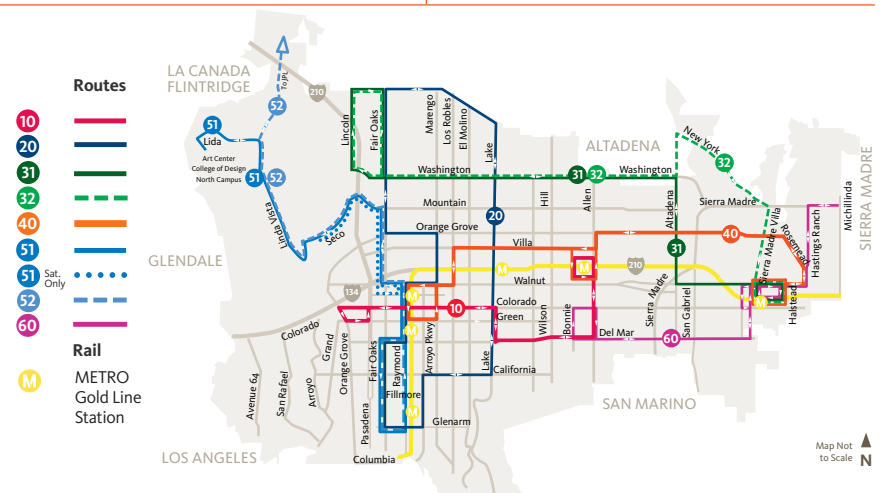 Routes
10
20
31
32
40
51
51 Sat. Only
52
60
Rail
M METRO
Gold Line
Station
LA CANADA
FLINTRIDGE
To JPL
210
52
51
Lida
Art Center
College of Design
North Campus
51
52
Linda Vista
Seco
GLENDALE
134
Lincoln
Fair Oaks
Marengo
Los Robles
El Molino
Lake
Washington
31
32
Washington
ALTADENA
New York
32
Mountain
Hill
Allen
Altadena
Sierra Madre
Michillinda
SIERRA MADRE
20
Orange Grove
Villa
40
31
Sierra Madre Villa
Rosemead
Hastings Ranch
M
M
210
Walnut
M
Sierra Madre
San Gabriel
M
Halstead
10
Colorado
Green
Wilson
Bonnie
Del Mar
60
Colorado
M
Grand
Orange Grove
Fair Oaks
Raymond
Arroyo Pkwy
Lake
California
Avenue 64
San Rafael
Arroyo
Pasadena
Fillmore
M
Glenarm
SAN MARINO
LOS ANGELES
Columbia
Map Not
to Scale
N